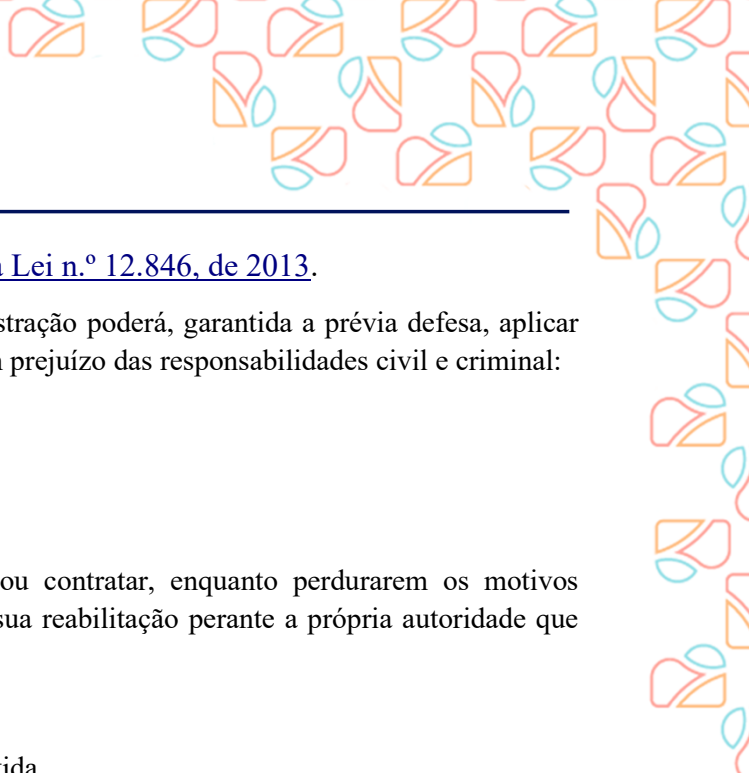 a Lei n.º 12.846, de 2013.
stração poderá, garantida a prévia defesa, aplicar
prejuízo das responsabilidades civil e criminal:
ou contratar, enquanto perdurarem os motivos
sua reabilitação perante a própria autoridade que